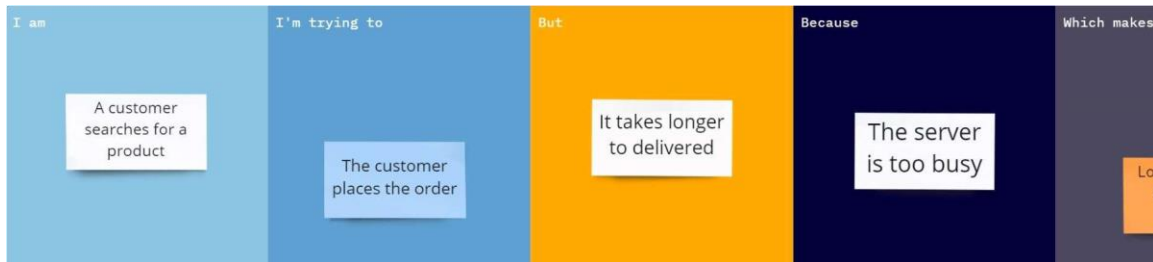 I am
A customer
searches for a
product
I'm trying to
The customer
places the order
But
It takes longer
to delivered
Because
The server
is too busy
Which makes